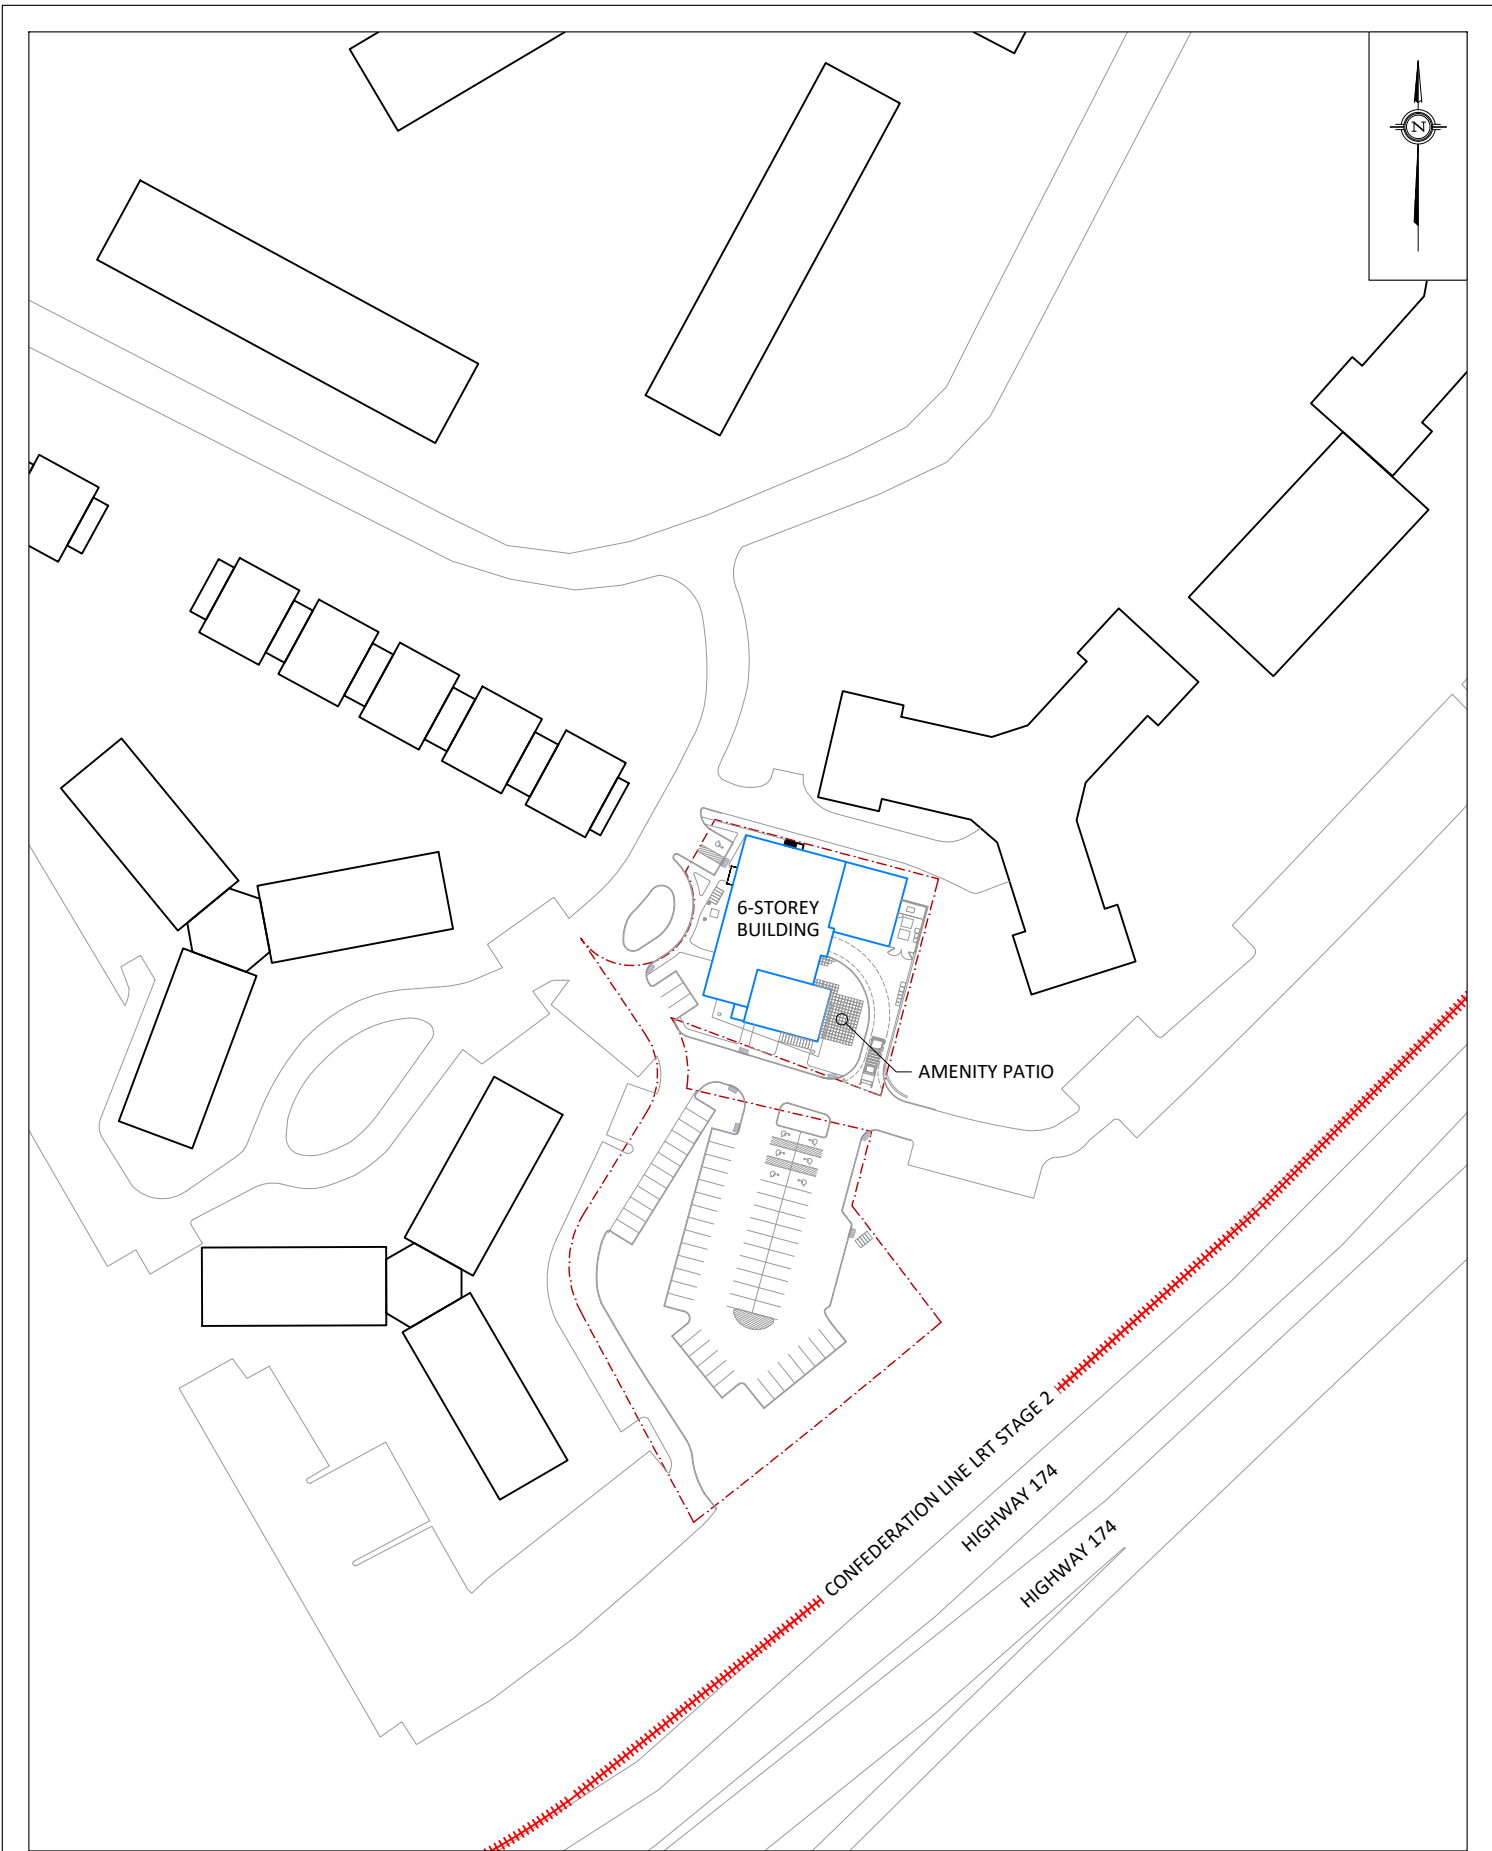 N
6-STOREY
BUILDING
AMENITY PATIO
CONFEDERATION LINE LRT STAGE 2
HIGHWAY 174
HIGHWAY 174